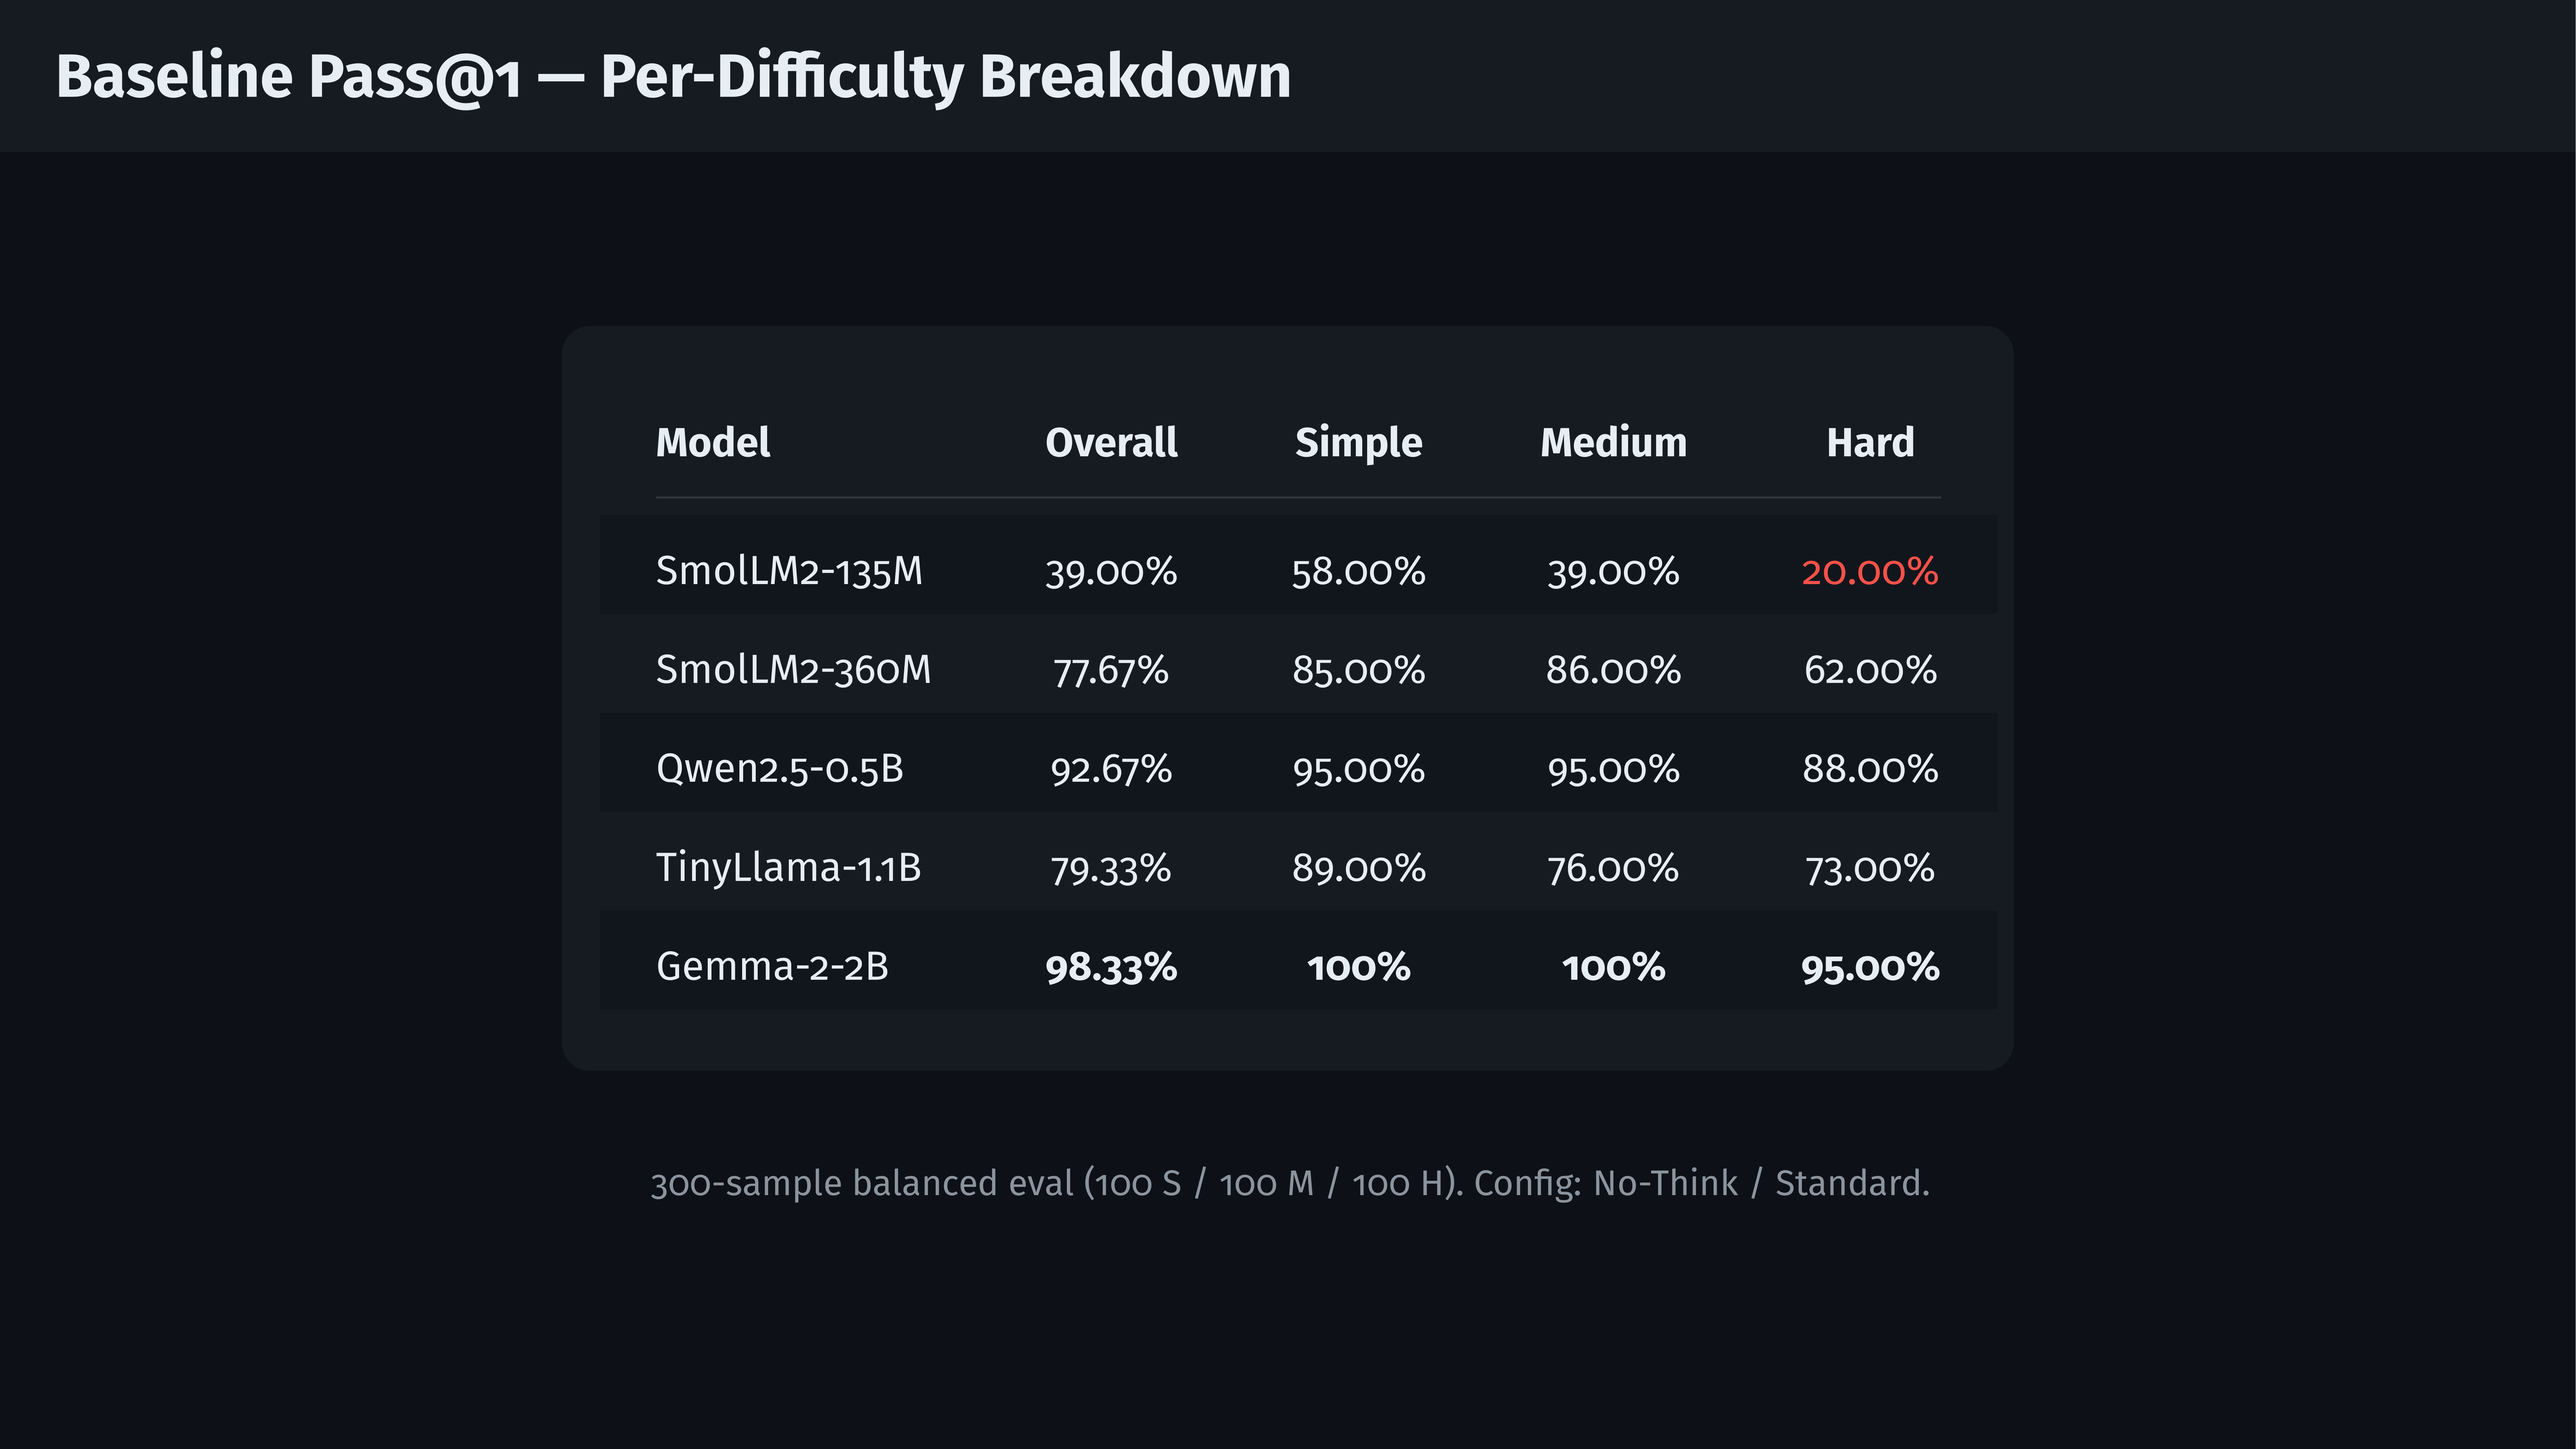 Baseline Pass@1 — Per-Difficulty Breakdown
Model Overall Simple Medium Hard
SmolLM2-135M 39.00% 58.00% 39.00% 20.00%
SmolLM2-360M 77.67% 85.00% 86.00% 62.00%
Qwen2.5-0.5B 92.67% 95.00% 95.00% 88.00%
TinyLlama-1.1B 79.33% 89.00% 76.00% 73.00%
Gemma-2-2B 98.33% 100% 100% 95.00%
300-sample balanced eval (100 S / 100 M / 100 H). Config: No-Think / Standard.